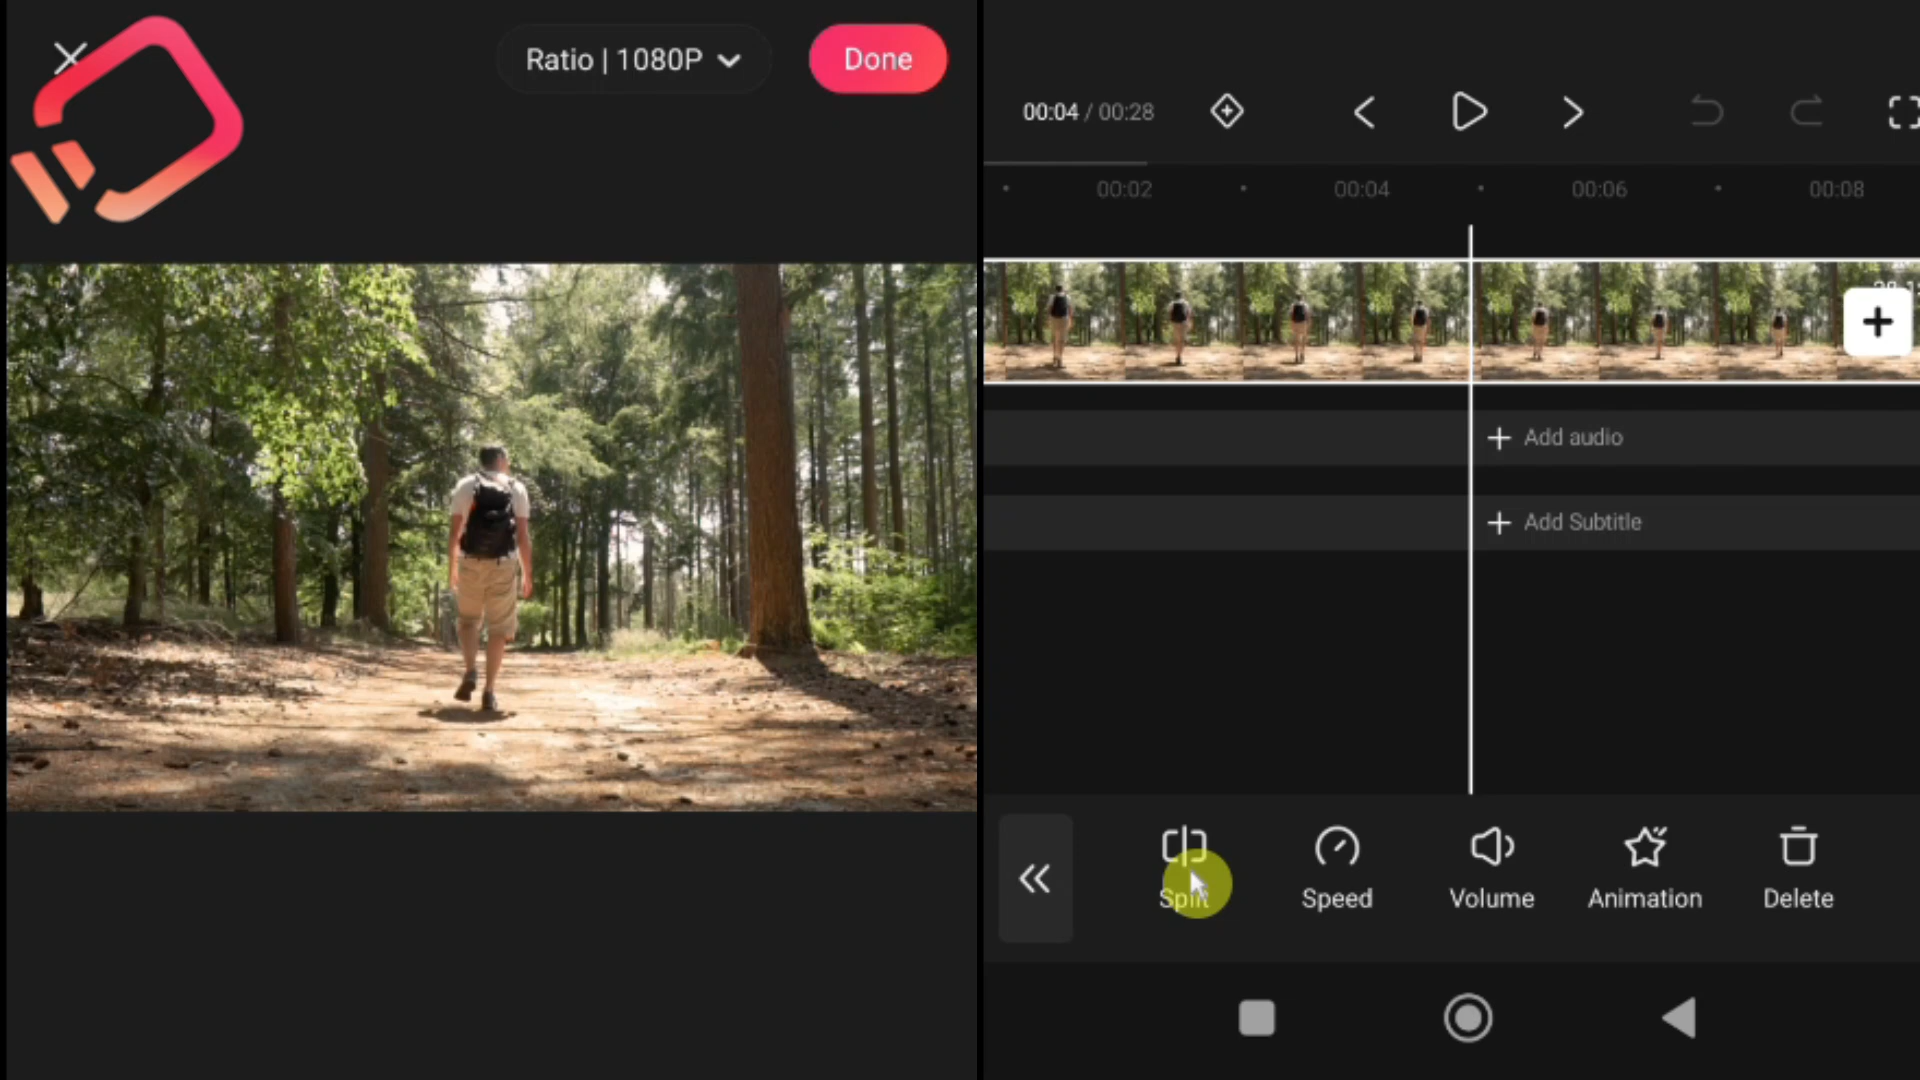 Ratio | 1080P
Done
00:04 / 00:28
00:02
00:04
00:06
00:08
Add audio
Add Subtitle
Split
Speed
Volume
Animation
Delete